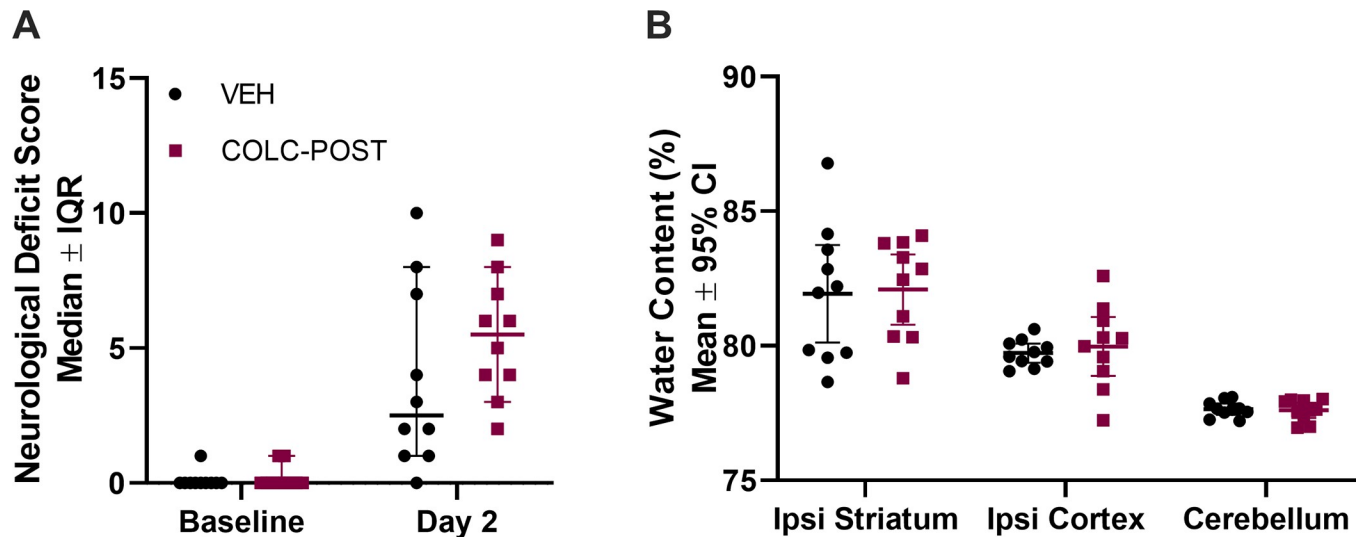 A
Neurological Deficit Score
Median ± IQR
15
10
5
0
VEH
COLC-POST
Baseline
Day 2
B
Water Content (%)
Mean ± 95% CI
90
85
80
75
Ipsi Striatum
Ipsi Cortex
Cerebellum